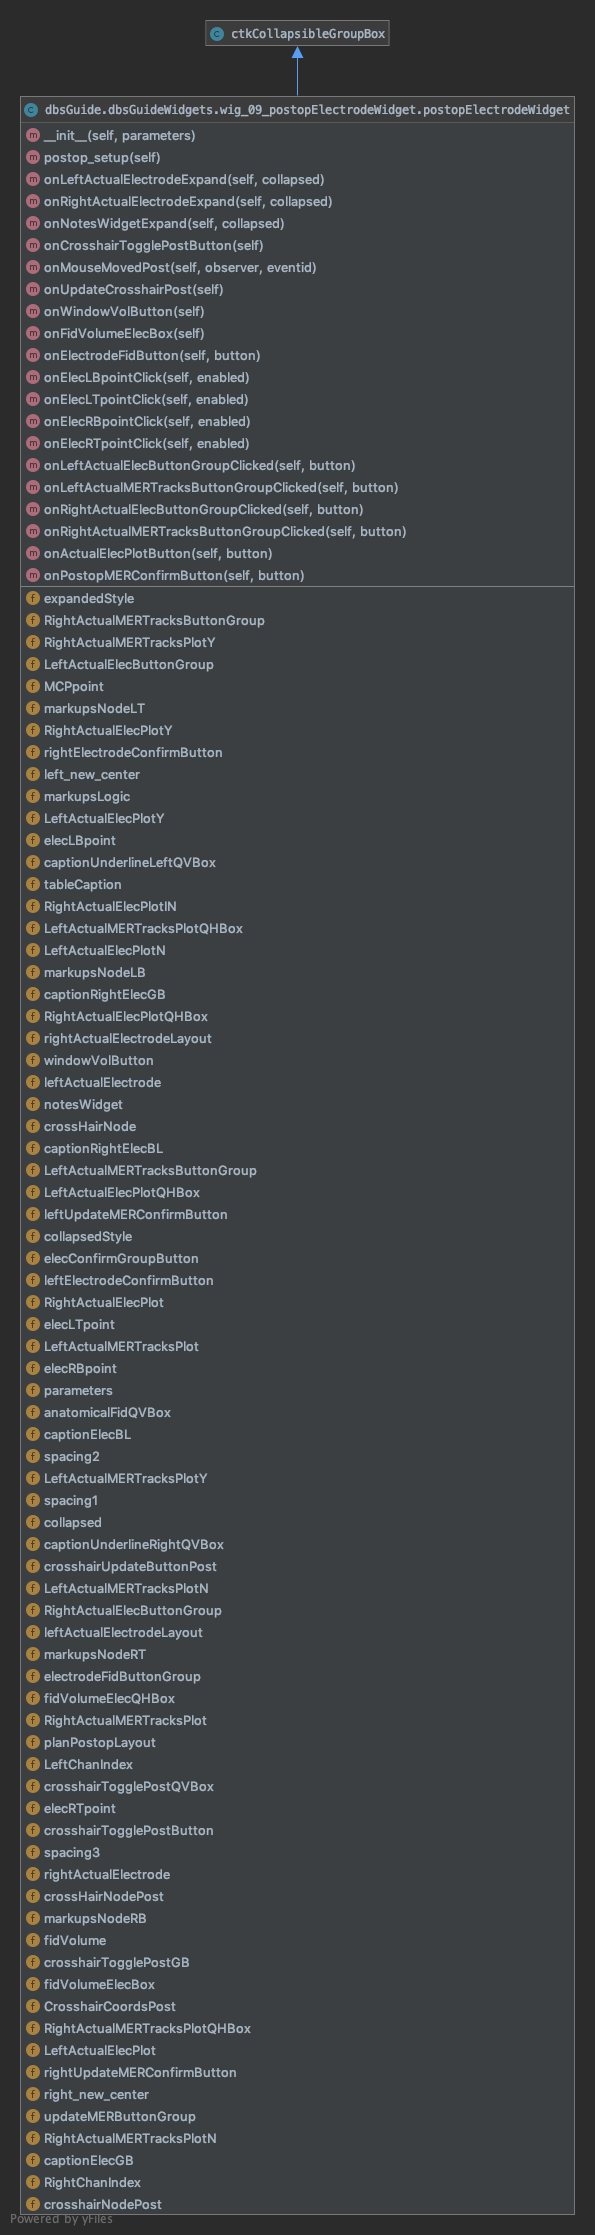 ctkCollapsibleGroupBox
dbsGuide.dbsGuideWidgets.wig_09_postopElectrodeWidget.postopElectrodeWidget
__init__(self, parameters)
postop_setup(self)
onLeftActualElectrodeExpand(self, collapsed)
onRightActualElectrodeExpand(self, collapsed)
onNotesWidgetExpand(self, collapsed)
onCrosshairTogglePostButton(self)
onMouseMovedPost(self, observer, eventid)
onUpdateCrosshairPost(self)
onWindowVolButton(self)
onFidVolumeElecBox(self)
onElectrodeFidButton(self, button)
onElecLBpointClick(self, enabled)
onElecLTpointClick(self, enabled)
onElecRBpointClick(self, enabled)
onElecRTpointClick(self, enabled)
onLeftActualElecButtonGroupClicked(self, button)
onLeftActualMERTracksButtonGroupClicked(self, button)
onRightActualElecButtonGroupClicked(self, button)
onRightActualMERTracksButtonGroupClicked(self, button)
onActualElecPlotButton(self, button)
onPostopMERConfirmButton(self, button)
expandedStyle
RightActualMERTracksButtonGroup
RightActualMERTracksPlotY
LeftActualElecButtonGroup
MCPpoint
markupsNodeLT
RightActualElecPlotY
rightElectrodeConfirmButton
left_new_center
markupsLogic
LeftActualElecPlotY
elecLBpoint
captionUnderlineLeftQVBox
tableCaption
RightActualElecPlotlN
LeftActualMERTracksPlotQHBox
LeftActualElecPlotN
markupsNodeLB
captionRightElecGB
RightActualElecPlotQHBox
rightActualElectrodeLayout
windowVolButton
leftActualElectrode
notesWidget
crossHairNode
captionRightElecBL
LeftActualMERTracksButtonGroup
LeftActualElecPlotQHBox
leftUpdateMERConfirmButton
collapsedStyle
elecConfirmGroupButton
leftElectrodeConfirmButton
RightActualElecPlot
elecLTpoint
LeftActualMERTracksPlot
elecRBpoint
parameters
anatomicalFidQVBox
captionElecBL
spacing2
LeftActualMERTracksPlotY
spacing1
collapsed
captionUnderlineRightQVBox
crosshairUpdateButtonPost
LeftActualMERTracksPlotN
RightActualElecButtonGroup
leftActualElectrodeLayout
markupsNodeRT
electrodeFidButtonGroup
fidVolumeElecQHBox
RightActualMERTracksPlot
planPostopLayout
LeftChanIndex
crosshairTogglePostQVBox
elecRTpoint
crosshairTogglePostButton
spacing3
rightActualElectrode
crossHairNodePost
markupsNodeRB
fidVolume
crosshairTogglePostGB
fidVolumeElecBox
CrosshairCoordsPost
RightActualMERTracksPlotQHBox
LeftActualElecPlot
rightUpdateMERConfirmButton
right_new_center
updateMERButtonGroup
RightActualMERTracksPlotN
captionElecGB
RightChanIndex
crosshairNodePost
Powered by yFiles